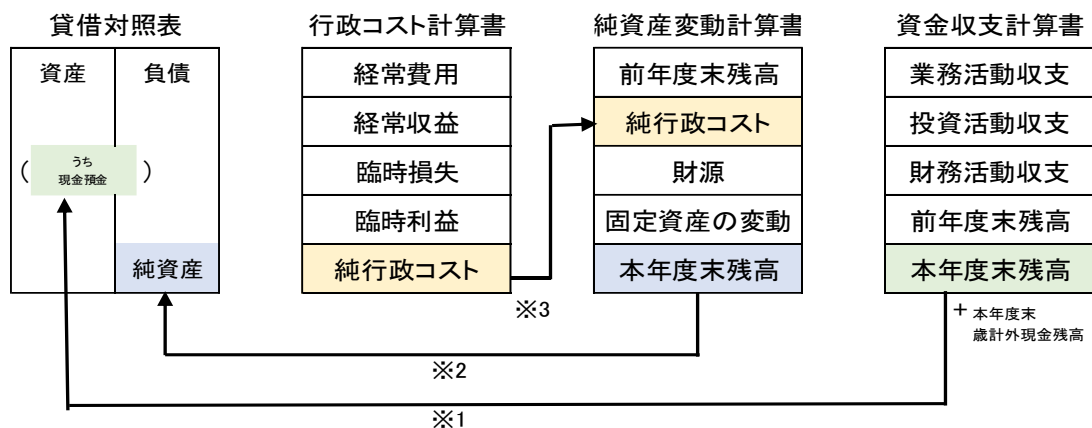 貸借対照表
資産
負債
(
うち
現金預金
)
純資産
行政コスト計算書
経常費用
経常収益
臨時損失
臨時利益
純行政コスト
純資産変動計算書
前年度末残高
純行政コスト
財源
固定資産の変動
本年度末残高
資金収支計算書
業務活動収支
投資活動収支
財務活動収支
前年度末残高
本年度末残高
+ 本年度末
歳計外現金残高
※3
※2
※1